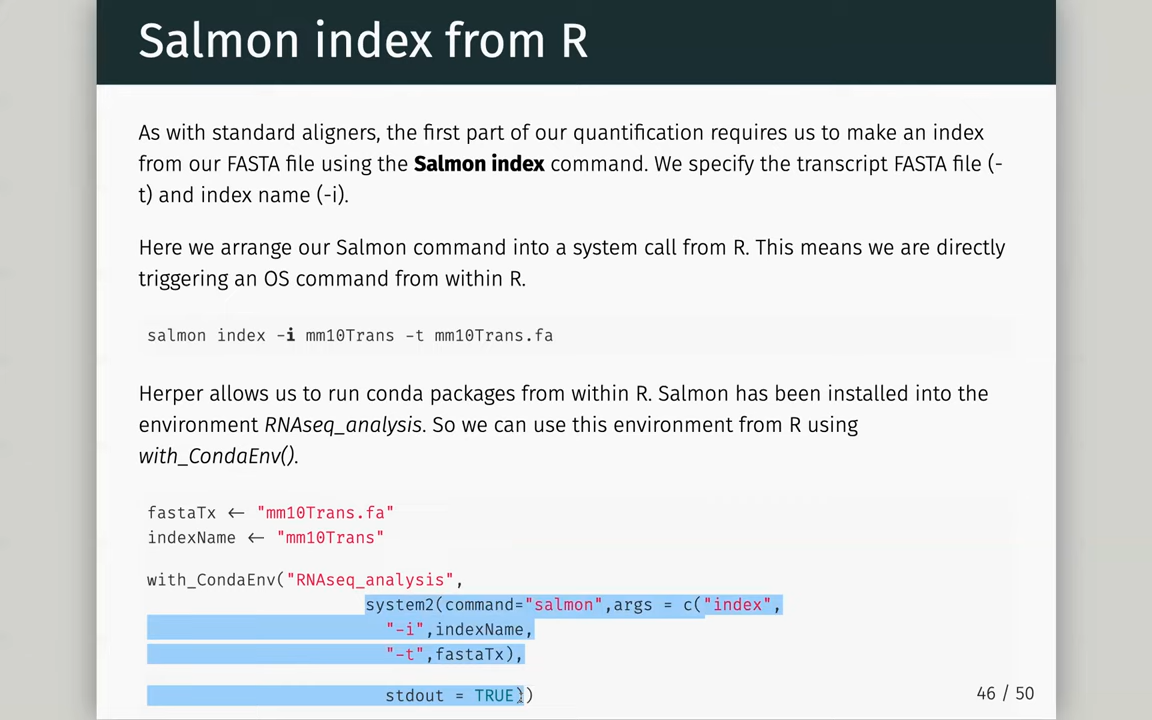 Salmon index from R
As with standard aligners, the first part of our quantification requires us to make an index
from our FASTA file using the Salmon index command. We specify the transcript FASTA file (-
t) and index name (-i).
Here we arrange our Salmon command into a system call from R. This means we are directly
triggering an OS command from within R.
salmon index -i mm10Trans -t mm10Trans.fa
Herper allows us to run conda packages from within R. Salmon has been installed into the
environment RNAseq_analysis. So we can use this environment from R using
with_CondaEnv().
fastaTx <- "mm10Trans.fa"
indexName <- "mm10Trans"
with_CondaEnv("RNAseq_analysis",
system2(command="salmon",args = c("index",
"-i",indexName,
"-t",fastaTx),
stdout = TRUE))
46 / 50